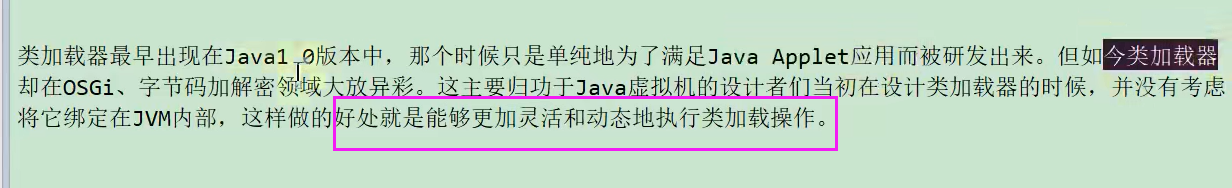 类加载器最早出现在Java1.0版本中，那个时候只是单纯地为了满足Java Applet应用而被研发出来。但如今类加载器
却在OSGi、字节码加解密领域大放异彩。这主要归功于Java虚拟机的设计者们当初在设计类加载器的时候，并没有考虑
将它绑定在JVM内部，这样做的好处就是能够更加灵活和动态地执行类加载操作。